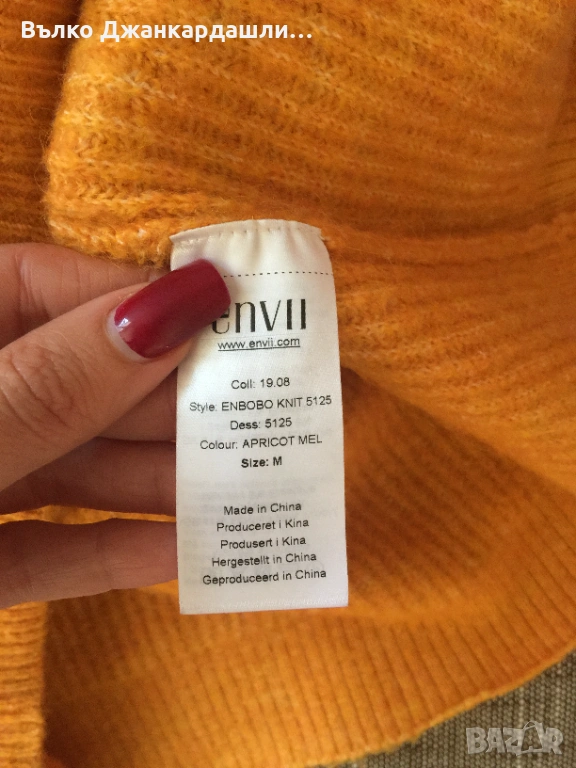 Вълко Джанкардашли...
envii
www.envii.com
Coll: 19.08
Style: ENBOBO KNIT 5125
Dess: 5125
Colour: APRICOT MEL
Size: M
Made in China
Produceret i Kina
Produsert i Kina
Hergestellt in China
Geproduceerd in China
BAZAR